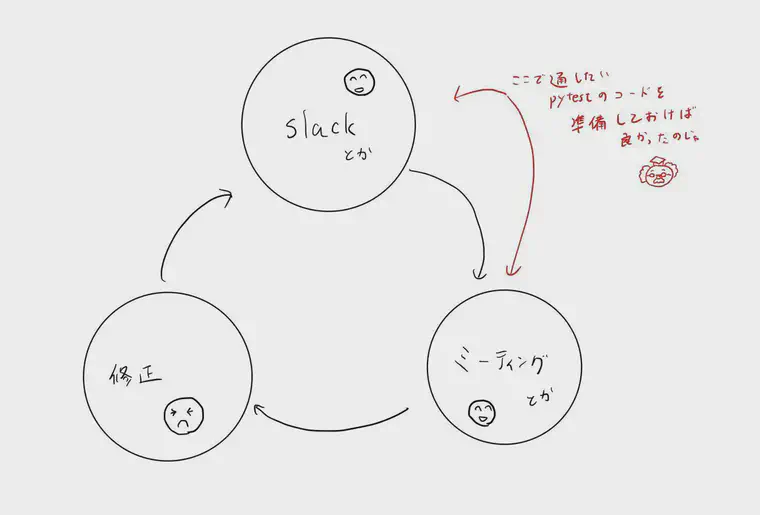 slack
とか
ここで通したい
pytestのコードを
準備しておけば
良かったのじゃ
修正
ミーティング
とか